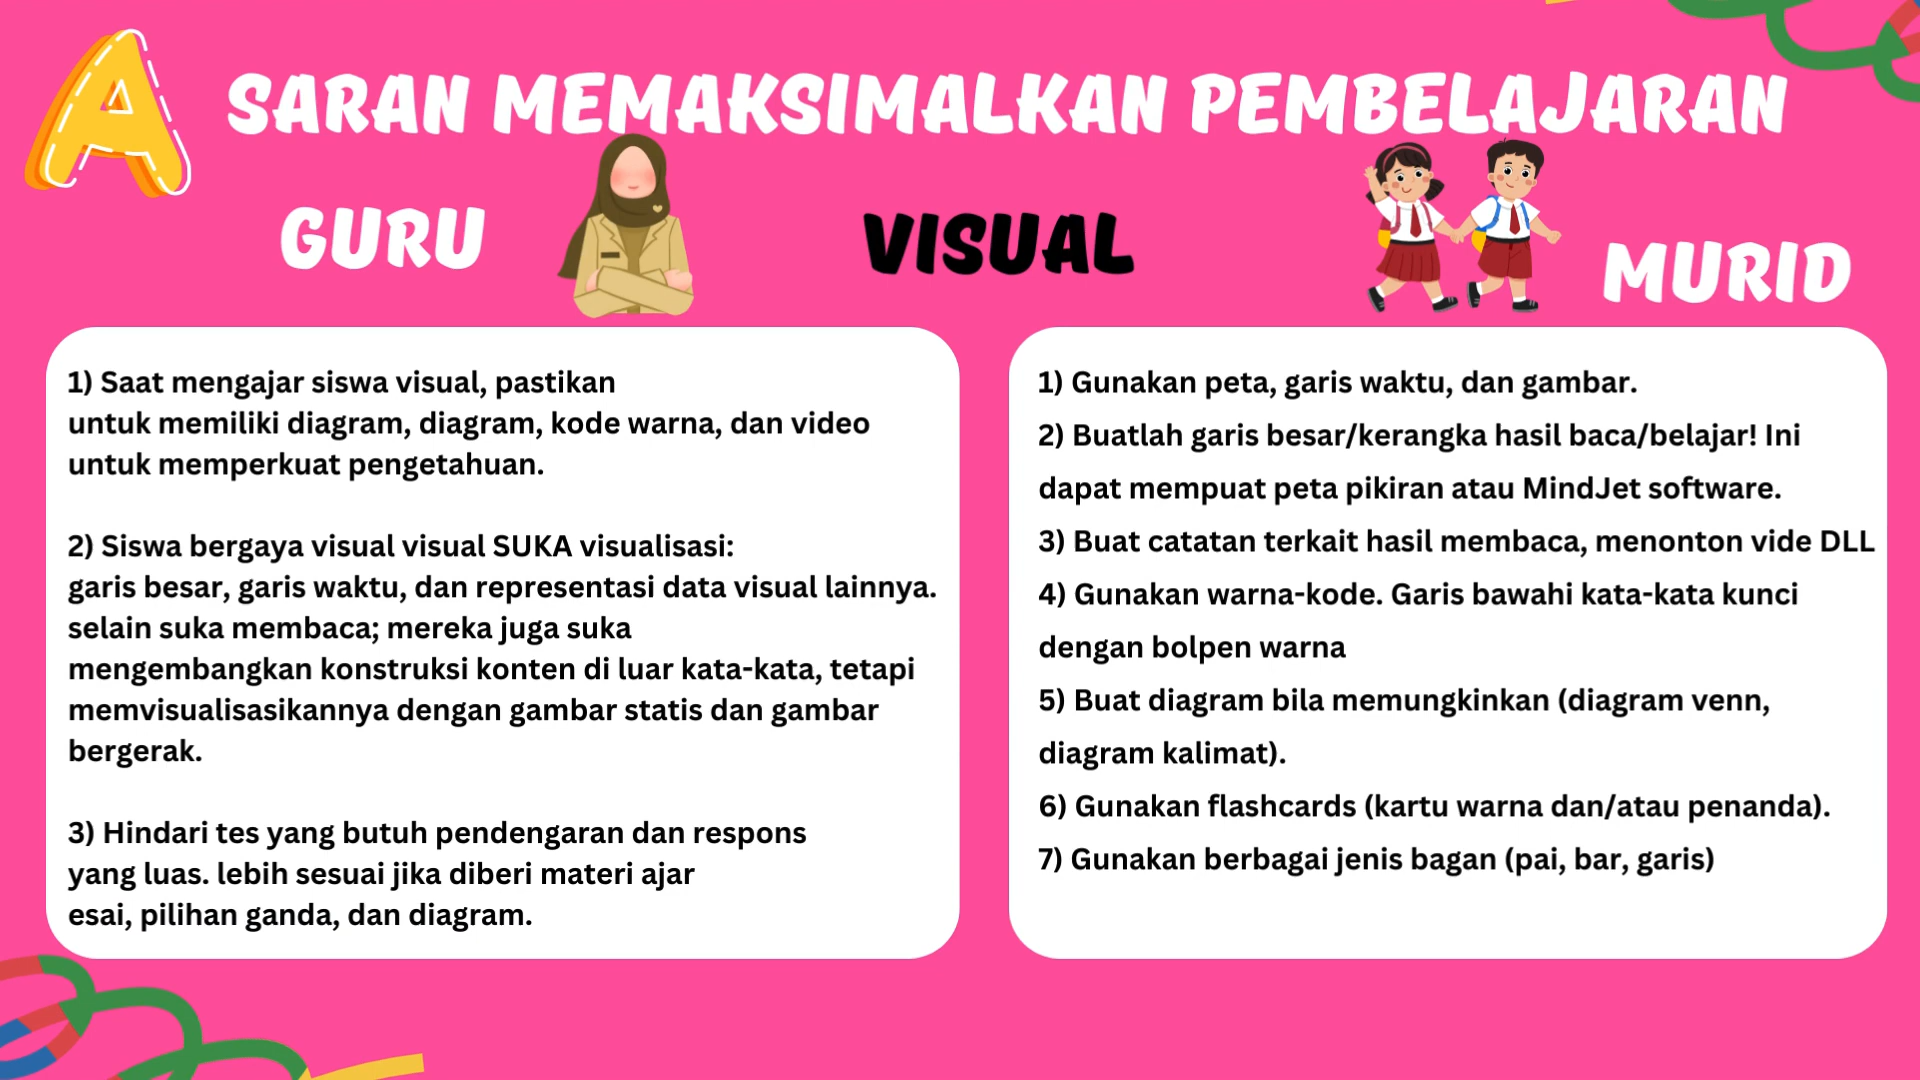 A
SARAN MEMAKSIMALKAN PEMBELAJARAN
GURU
VISUAL
MURID
1) Saat mengajar siswa visual, pastikan
untuk memiliki diagram, diagram, kode warna, dan video
untuk memperkuat pengetahuan.
2) Siswa bergaya visual visual SUKA visualisasi:
garis besar, garis waktu, dan representasi data visual lainnya.
selain suka membaca; mereka juga suka
mengembangkan konstruksi konten di luar kata-kata, tetapi
memvisualisasikannya dengan gambar statis dan gambar
bergerak.
3) Hindari tes yang butuh pendengaran dan respons
yang luas. lebih sesuai jika diberi materi ajar
esai, pilihan ganda, dan diagram.
1) Gunakan peta, garis waktu, dan gambar.
2) Buatlah garis besar/kerangka hasil baca/belajar! Ini
dapat mempuat peta pikiran atau MindJet software.
3) Buat catatan terkait hasil membaca, menonton vide DLL
4) Gunakan warna-kode. Garis bawahi kata-kata kunci
dengan bolpen warna
5) Buat diagram bila memungkinkan (diagram venn,
diagram kalimat).
6) Gunakan flashcards (kartu warna dan/atau penanda).
7) Gunakan berbagai jenis bagan (pai, bar, garis)